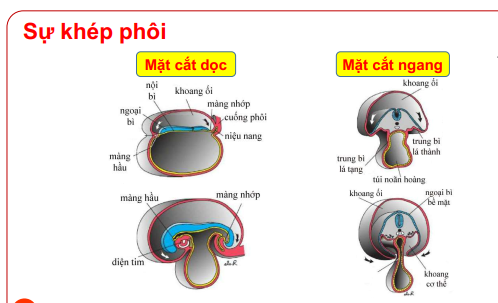 Sự khép phôi
Mặt cắt dọc
Mặt cắt ngang
nội
bì
khoang ối
màng nhớp
cuống phôi
ngoại
bì
niệu nang
màng
hầu
khoang ối
trung bì
lá thành
trung bì
lá tạng
túi noãn hoàng
màng hầu
màng nhớp
diện tim
khoang ối
ngoại bì
bề mặt
khoang
cơ thể